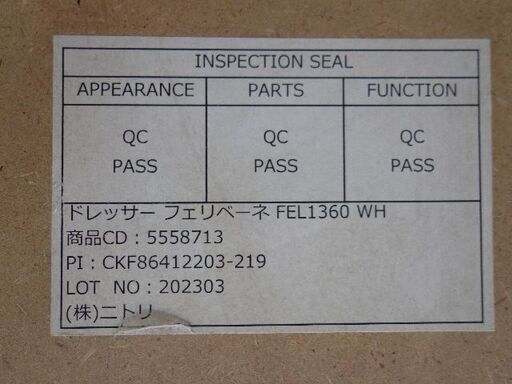 INSPECTION SEAL
APPEARANCE PARTS FUNCTION
QC QC QC
PASS PASS PASS
ドレッサー フェリベーネ FEL1360 WH
商品CD：5558713
PI：CKF86412203-219
LOT NO：202303
(株)ニトリ